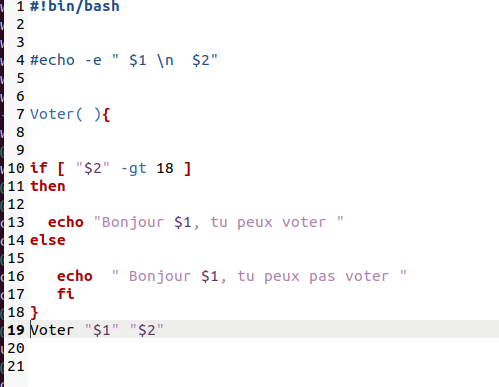 1 #!bin/bash
2
3
4 #echo -e " $1 \n  $2"
5
6
7 Voter( ){
8
9
10 if [ "$2" -gt 18 ]
11 then
12
13   echo "Bonjour $1, tu peux voter "
14 else
15
16    echo  " Bonjour $1, tu peux pas voter "
17    fi
18 }
19 Voter "$1" "$2"
20
21